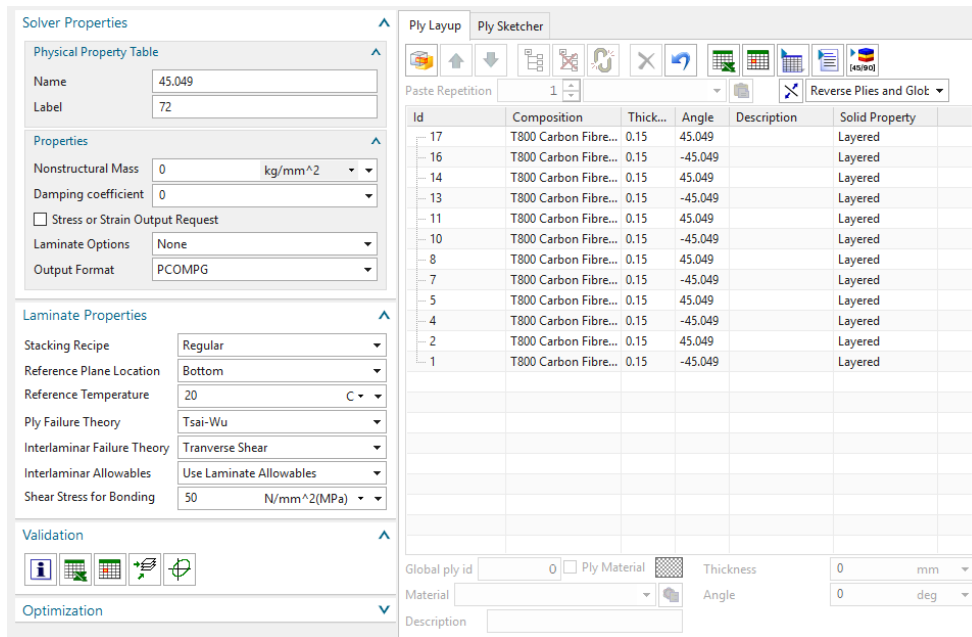 Solver Properties
Physical Property Table
Name 45.049
Label 72
Properties
Nonstructural Mass 0 kg/mm^2
Damping coefficient 0
Stress or Strain Output Request
Laminate Options None
Output Format PCOMPG
Laminate Properties
Stacking Recipe Regular
Reference Plane Location Bottom
Reference Temperature 20 C
Ply Failure Theory Tsai-Wu
Interlaminar Failure Theory Tranverse Shear
Interlaminar Allowables Use Laminate Allowables
Shear Stress for Bonding 50 N/mm^2(MPa)
Validation
Optimization
Ply Layup Ply Sketcher
[45/90]
Paste Repetition 1 Reverse Plies and Glob
Id Composition Thick... Angle Description Solid Property
17 T800 Carbon Fibre... 0.15 45.049 Layered
16 T800 Carbon Fibre... 0.15 -45.049 Layered
14 T800 Carbon Fibre... 0.15 45.049 Layered
13 T800 Carbon Fibre... 0.15 -45.049 Layered
11 T800 Carbon Fibre... 0.15 45.049 Layered
10 T800 Carbon Fibre... 0.15 -45.049 Layered
8 T800 Carbon Fibre... 0.15 45.049 Layered
7 T800 Carbon Fibre... 0.15 -45.049 Layered
5 T800 Carbon Fibre... 0.15 45.049 Layered
4 T800 Carbon Fibre... 0.15 -45.049 Layered
2 T800 Carbon Fibre... 0.15 45.049 Layered
1 T800 Carbon Fibre... 0.15 -45.049 Layered
Global ply id 0 Ply Material Thickness 0 mm
Material Angle 0 deg
Description